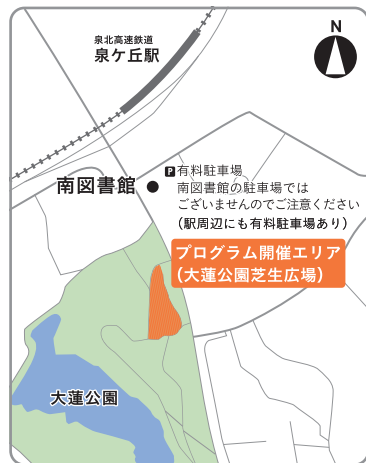 泉北高速鉄道
泉ケ丘駅
N
P有料駐車場
南図書館
南図書館の駐車場では
ございませんのでご注意ください
(駅周辺にも有料駐車場あり)
プログラム開催エリア
(大蓮公園芝生広場)
大蓮公園